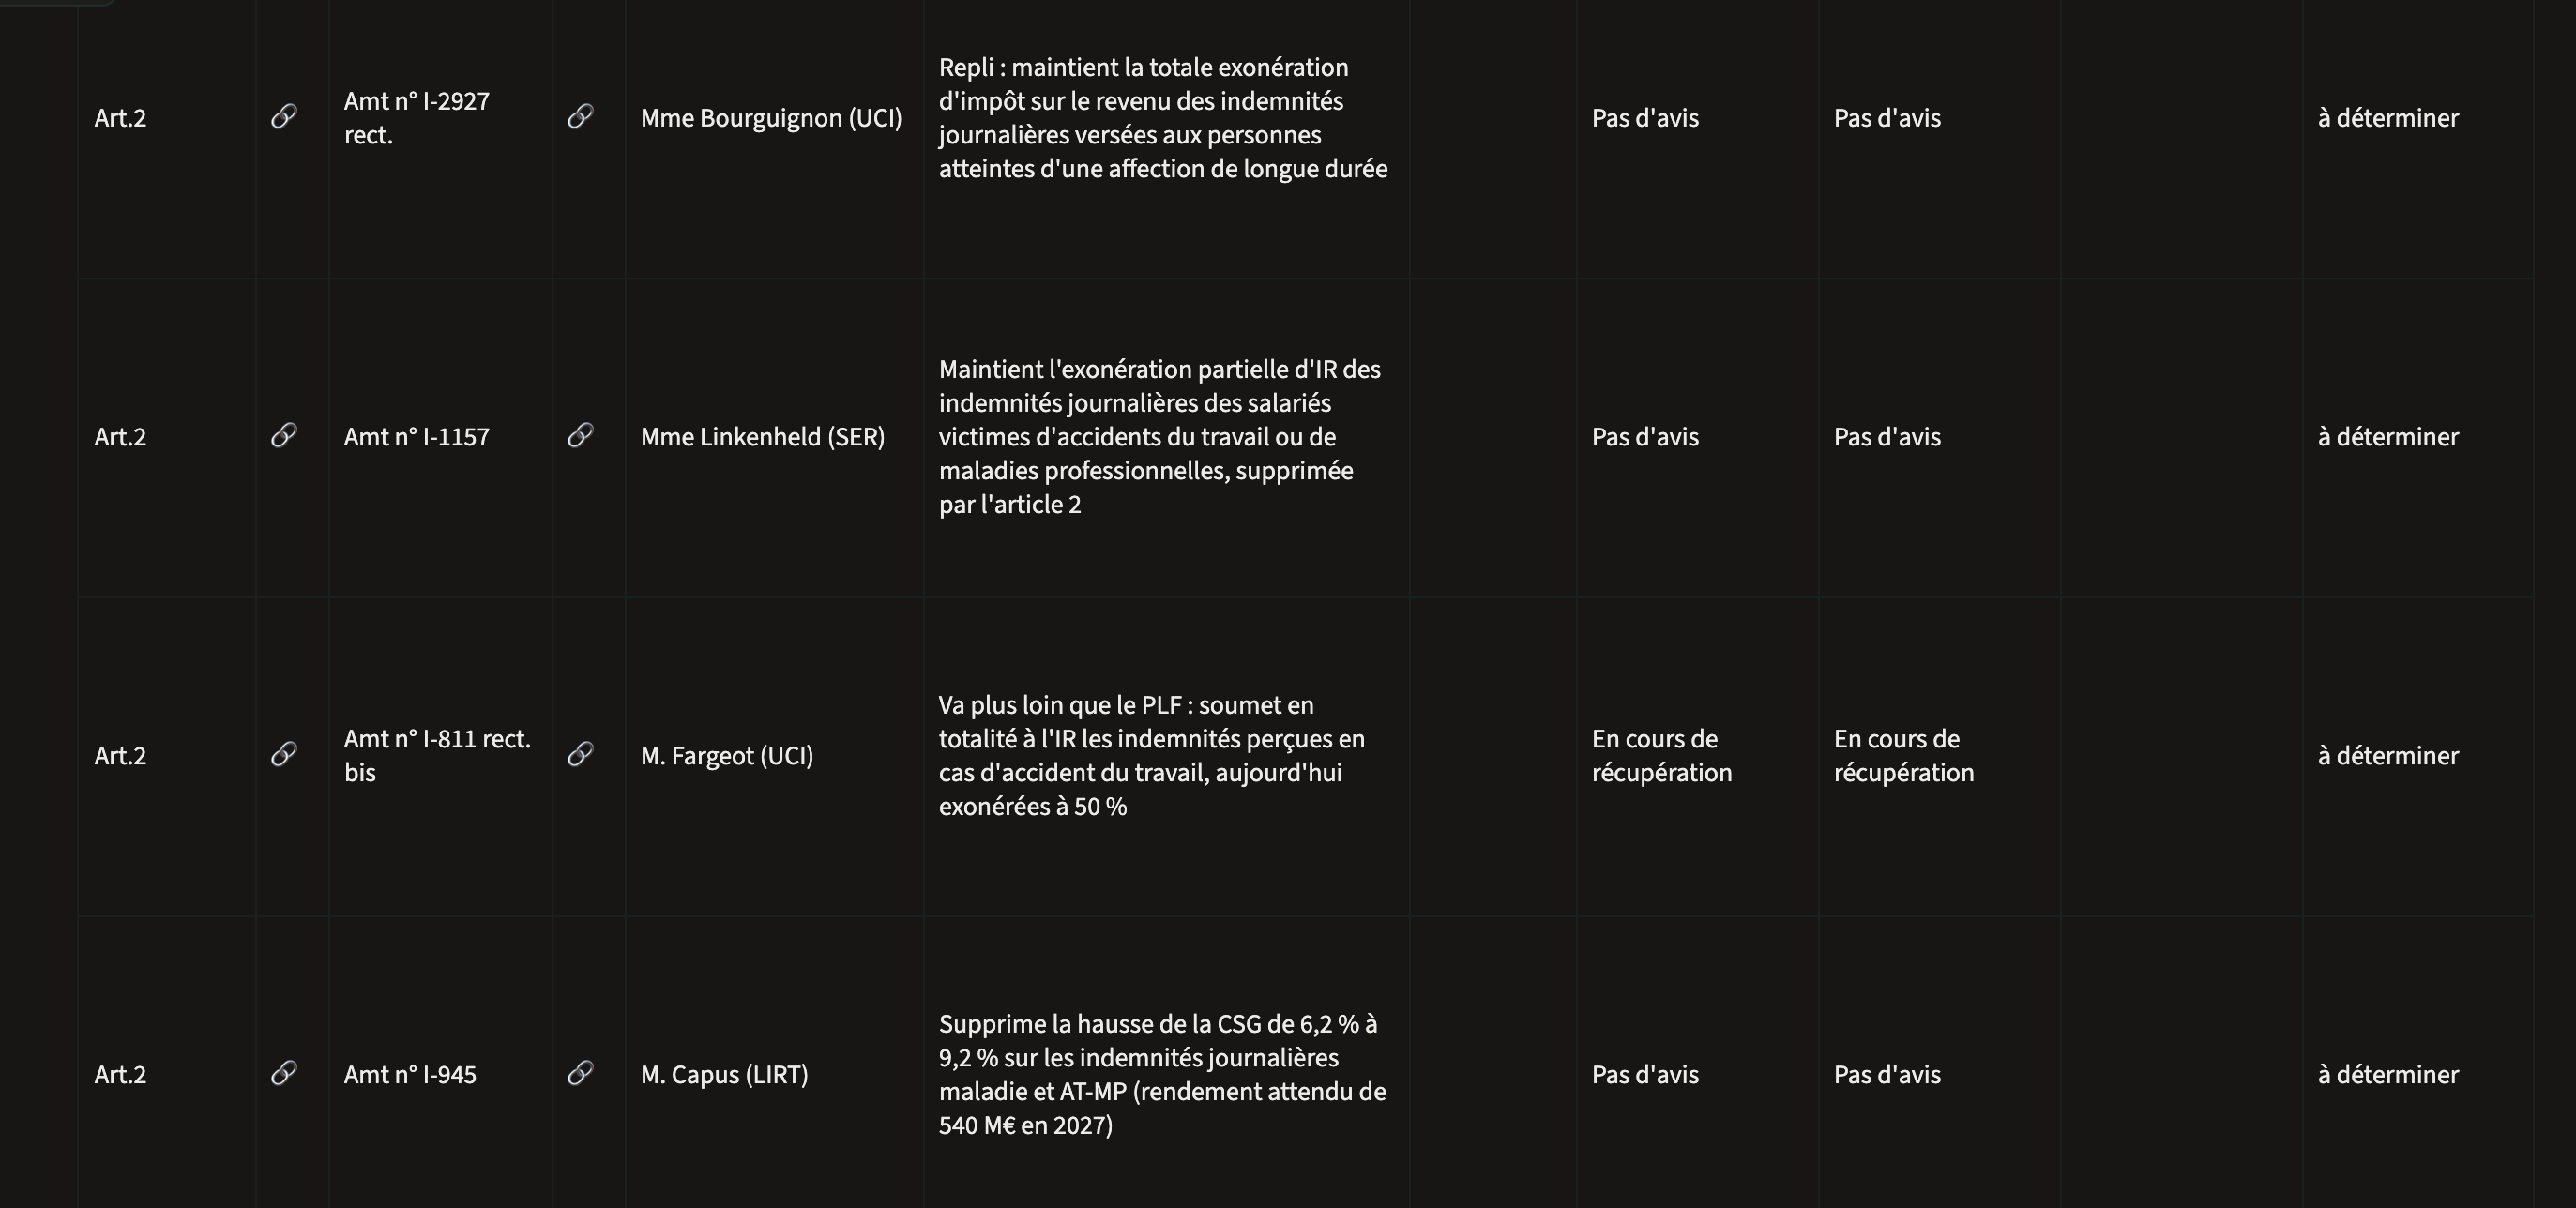 Art.2
Amt n° I-2927
rect.
Mme Bourguignon (UCI)
Repli : maintient la totale exonération
d'impôt sur le revenu des indemnités
journalières versées aux personnes
atteintes d'une affection de longue durée
Pas d'avis
Pas d'avis
à déterminer
Art.2
Amt n° I-1157
Mme Linkenheld (SER)
Maintient l'exonération partielle d'IR des
indemnités journalières des salariés
victimes d'accidents du travail ou de
maladies professionnelles, supprimée
par l'article 2
Pas d'avis
Pas d'avis
à déterminer
Art.2
Amt n° I-811 rect.
bis
M. Fargeot (UCI)
Va plus loin que le PLF : soumet en
totalité à l'IR les indemnités perçues en
cas d'accident du travail, aujourd'hui
exonérées à 50 %
En cours de
récupération
En cours de
récupération
à déterminer
Art.2
Amt n° I-945
M. Capus (LIRT)
Supprime la hausse de la CSG de 6,2 % à
9,2 % sur les indemnités journalières
maladie et AT-MP (rendement attendu de
540 M€ en 2027)
Pas d'avis
Pas d'avis
à déterminer